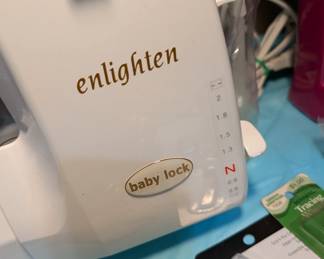 enlighten
2
1.8
1.5
1.3
N
baby lock
Tracing